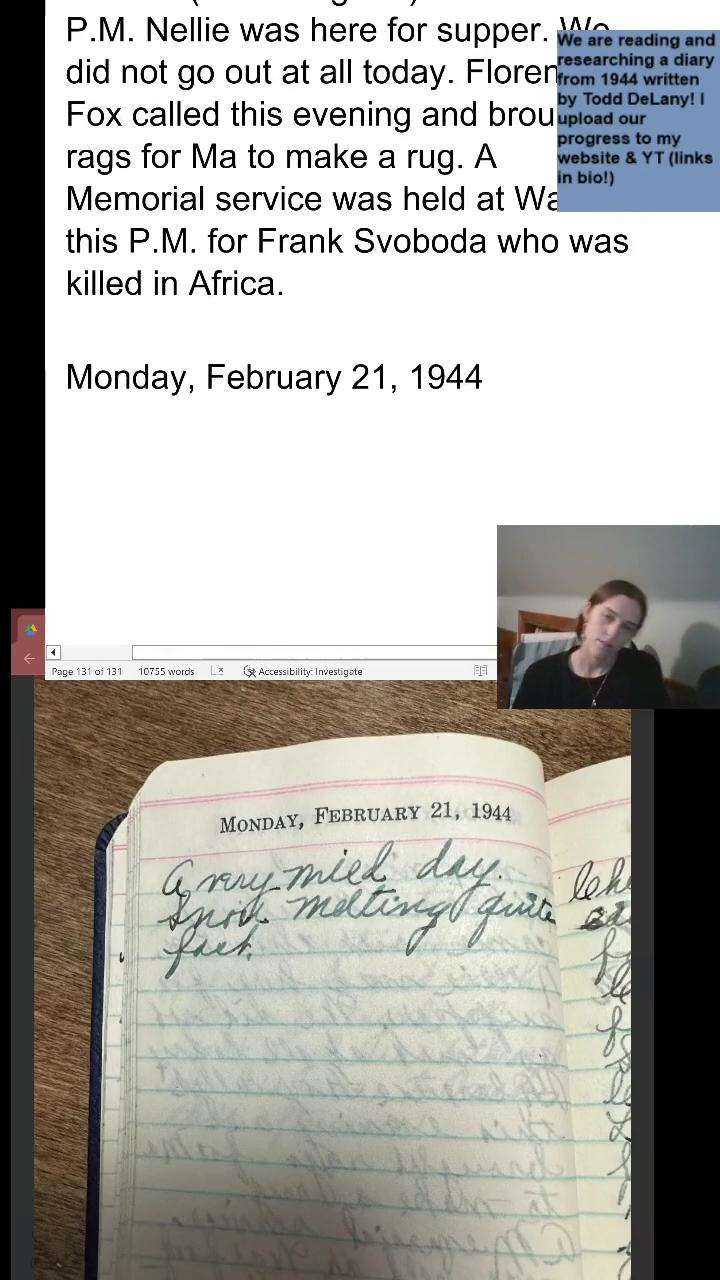 P.M. Nellie was here for supper. We
did not go out at all today. Floren
Fox called this evening and brou
rags for Ma to make a rug. A
Memorial service was held at Wa
this P.M. for Frank Svoboda who was
killed in Africa.
We are reading and
researching a diary
from 1944 written
by Todd DeLany! I
upload our
progress to my
website & YT (links
in bio!)
Monday, February 21, 1944
Page 131 of 131 10755 words Accessibility: Investigate
MONDAY, FEBRUARY 21, 1944
A very mild day.
Snow melting quite
fast.